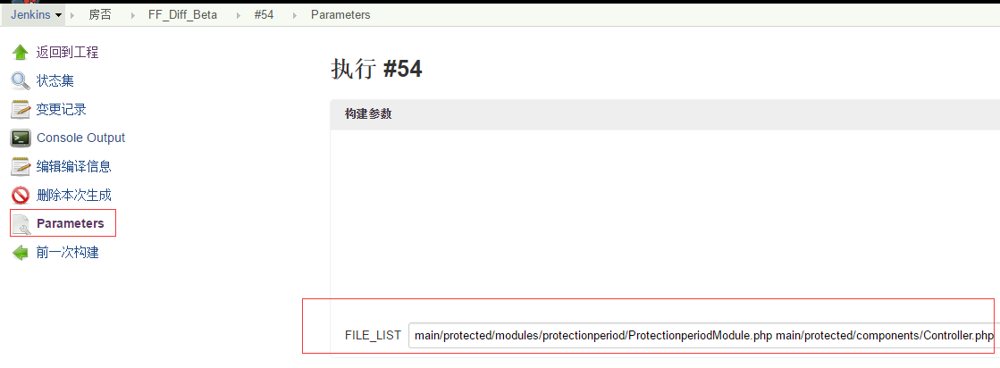 Jenkins 房否 FF_Diff_Beta #54 Parameters
返回到工程
状态集
变更记录
Console Output
编辑编译信息
删除本次生成
Parameters
前一次构建
执行 #54
构建参数
FILE_LIST main/protected/modules/protectionperiod/ProtectionperiodModule.php main/protected/components/Controller.php